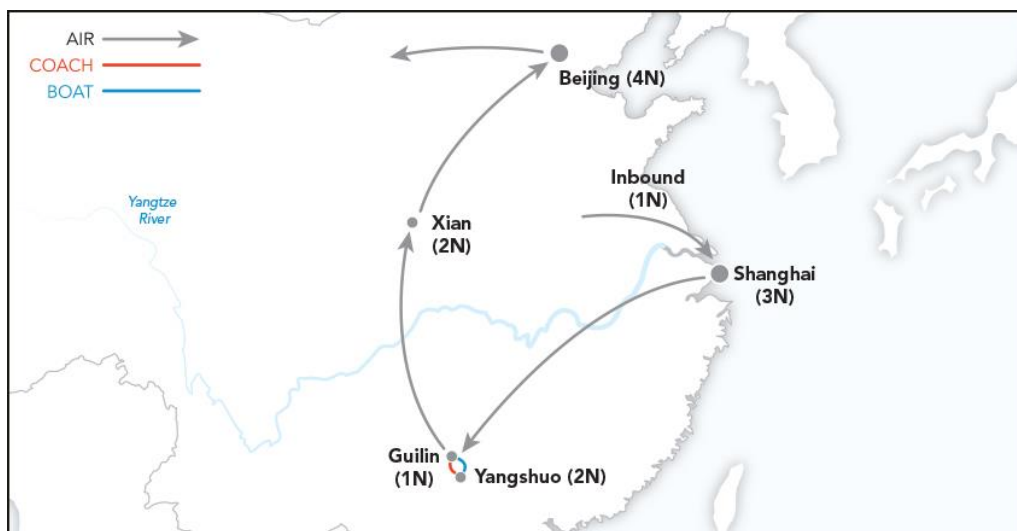 AIR
COACH
BOAT
Beijing (4N)
Inbound
(1N)
Yangtze
River
Xian
(2N)
Shanghai
(3N)
Guilin
(1N)
Yangshuo (2N)